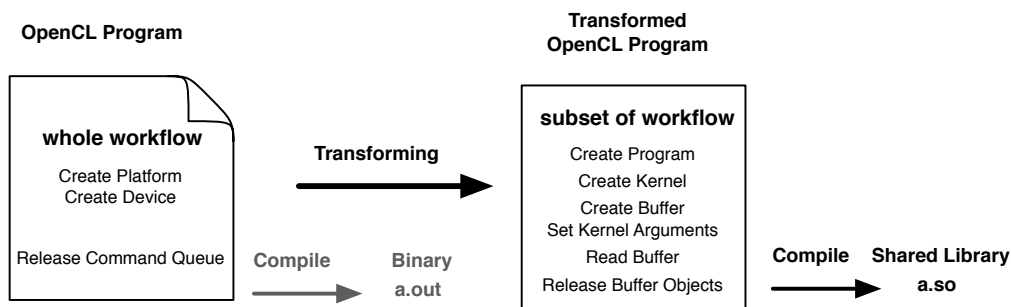 OpenCL Program
whole workflow
Create Platform
Create Device
Release Command Queue
Transforming
Compile
Binary
a.out
Transformed
OpenCL Program
subset of workflow
Create Program
Create Kernel
Create Buffer
Set Kernel Arguments
Read Buffer
Release Buffer Objects
Compile
Shared Library
a.so